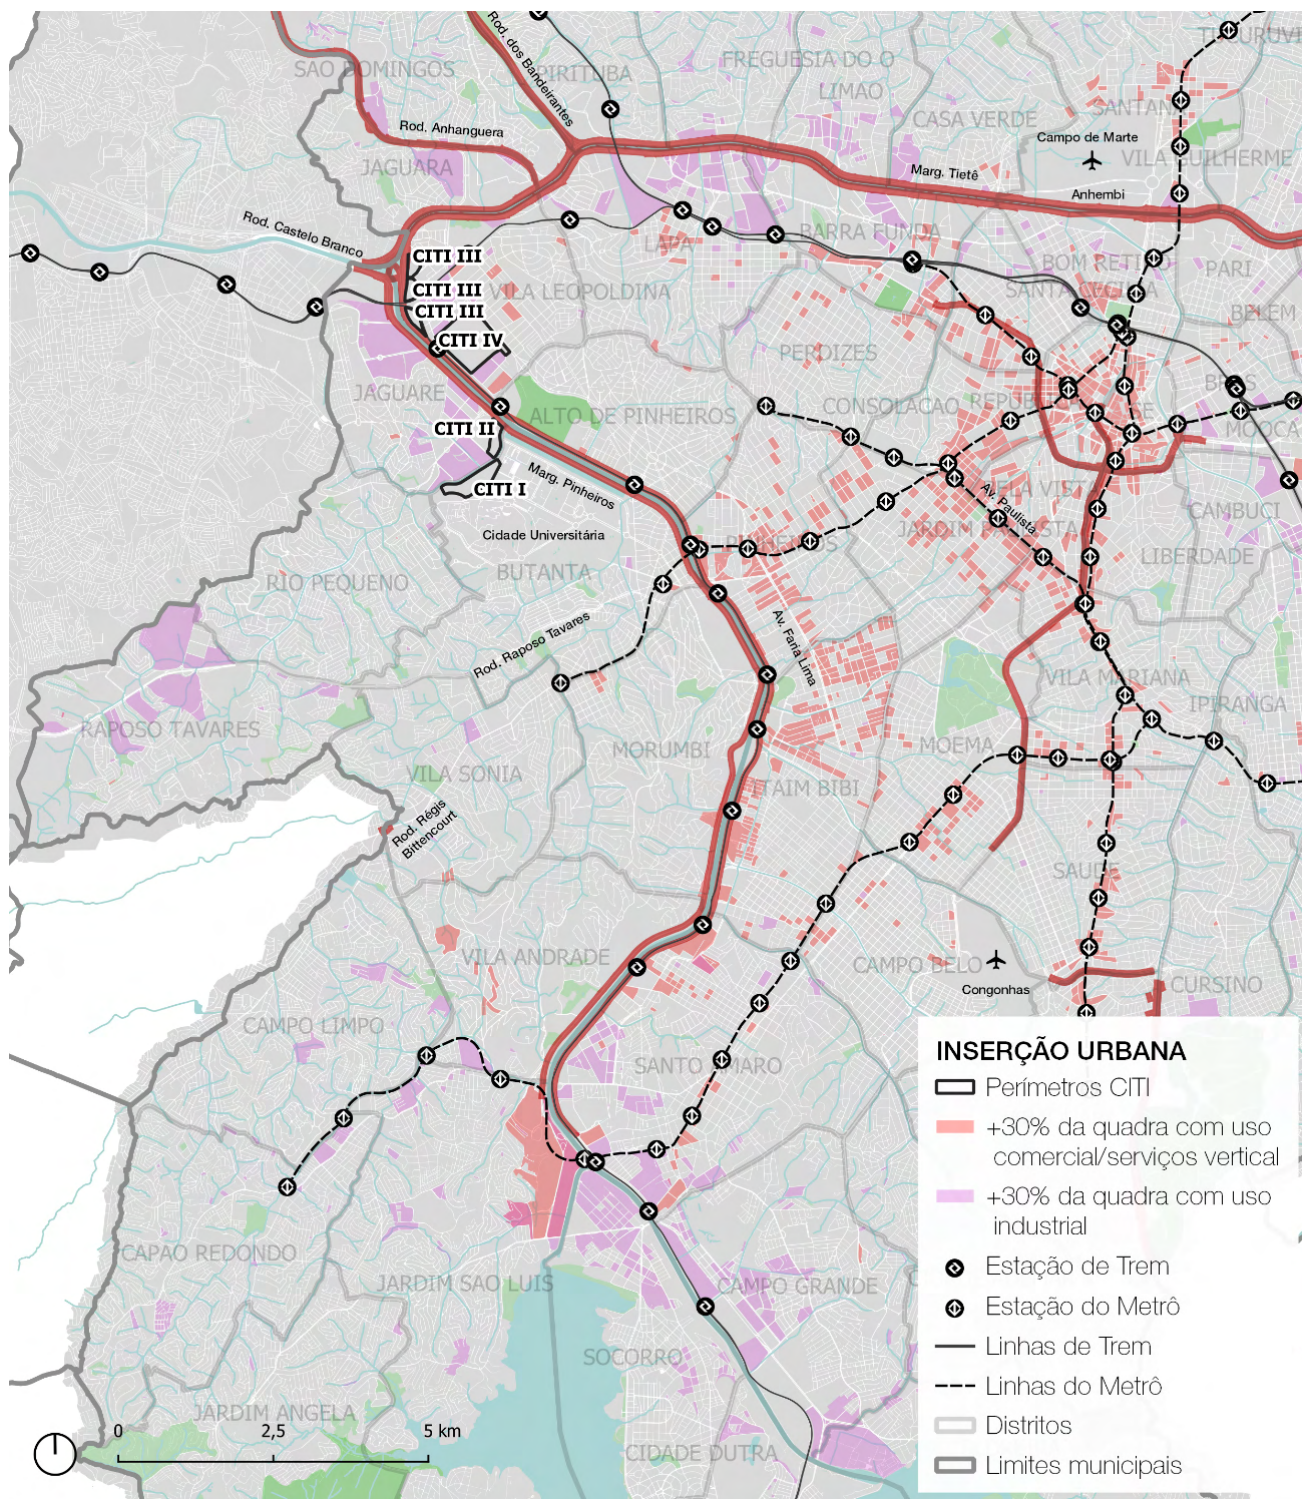 TUCURUVI
Rod. dos Bandeirantes
FREGUESIA DO O
SAO DOMINGOS
PIRITUBA
LIMAO
SANTANA
CASA VERDE
Rod. Anhanguera
Campo de Marte
VILA GUILHERME
JAGUARA
Marg. Tietê
Anhembi
Rod. Castelo Branco
LAPA
BARRA FUNDA
CITI III
BOM RETIRO
PARI
CITI III
VILA LEOPOLDINA
SANTA CECILIA
CITI III
BELEM
CITI IV
PERDIZES
JAGUARE
BRAS
ALTO DE PINHEIROS
CONSOLACAO
REPUBLICA
SE
CITI II
MOOCA
Marg. Pinheiros
CITI I
BELA VISTA
Av. Paulista
CAMBUCI
Cidade Universitária
JARDIM PAULISTA
PINHEIROS
LIBERDADE
RIO PEQUENO
BUTANTA
Rod. Raposo Tavares
Av. Faria Lima
VILA MARIANA
IPIRANGA
RAPOSO TAVARES
MORUMBI
MOEMA
VILA SONIA
ITAIM BIBI
Rod. Régis
Bittencourt
SAUDE
VILA ANDRADE
CAMPO BELO
Congonhas
CURSINO
CAMPO LIMPO
SANTO AMARO
CAPAO REDONDO
JARDIM SAO LUIS
CAMPO GRANDE
SOCORRO
JARDIM ANGELA
CIDADE DUTRA
0
2,5
5 km
INSERÇÃO URBANA
Perímetros CITI
+30% da quadra com uso
comercial/serviços vertical
+30% da quadra com uso
industrial
Estação de Trem
Estação do Metrô
Linhas de Trem
Linhas do Metrô
Distritos
Limites municipais